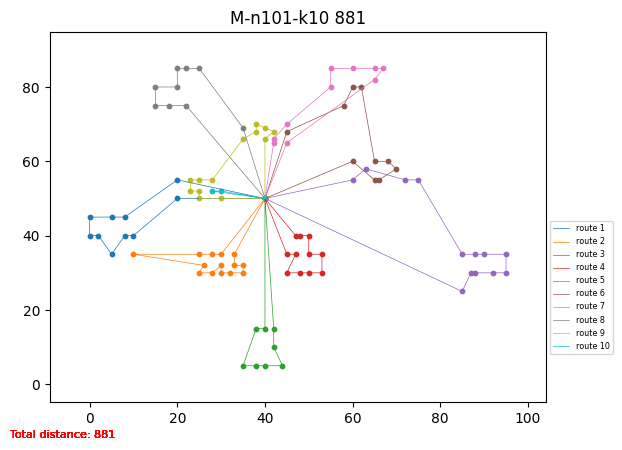 M-n101-k10 881
80
60
40
20
0
0 20 40 60 80 100
route 1
route 2
route 3
route 4
route 5
route 6
route 7
route 8
route 9
route 10
Total distance: 881